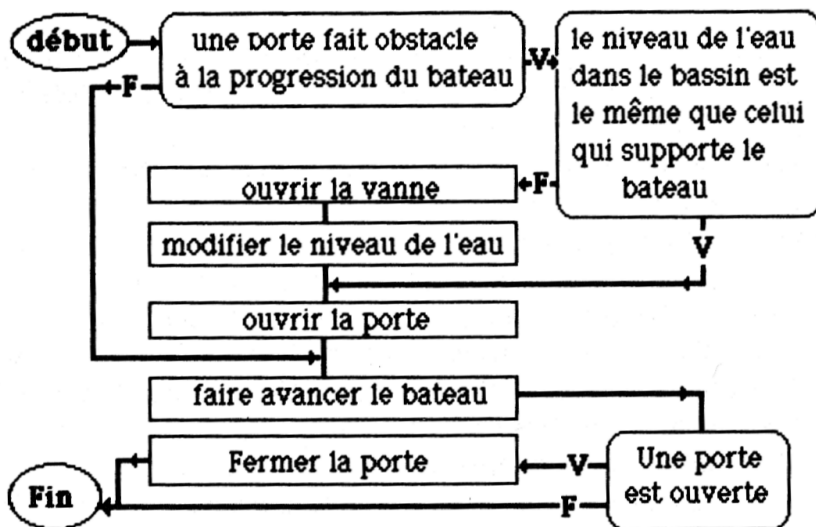 début
une porte fait obstacle
à la progression du bateau
V
F
le niveau de l'eau
dans le bassin est
le même que celui
qui supporte le
bateau
F
V
ouvrir la vanne
modifier le niveau de l'eau
ouvrir la porte
faire avancer le bateau
Fermer la porte
V
F
Une porte
est ouverte
Fin